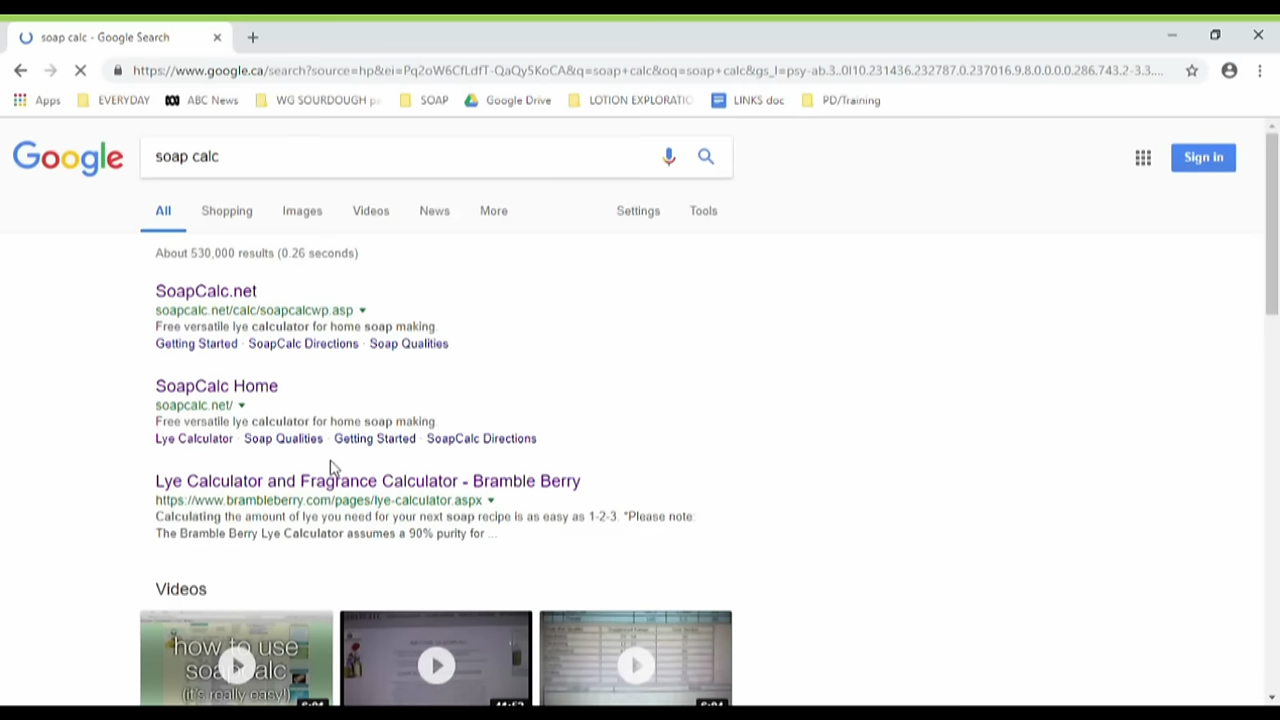 soap calc - Google Search
https://www.google.ca/search?source=hp&ei=Pq2oW6CfLdfT-QaQy5KoCA&q=soap+calc&oq=soap+calc&gs_l=psy-ab.3..0l10.231436.232787.0.237016.9.8.0.0.0.0.286.743.2-3.3....
Apps EVERYDAY ABC News WG SOURDOUGH SOAP Google Drive LOTION EXPLORATIC LINKS doc PD/Training
Google soap calc Sign in
All Shopping Images Videos News More Settings Tools
About 530,000 results (0.26 seconds)
SoapCalc.net
soapcalc.net/calc/soapcalcwp.asp
Free versatile lye calculator for home soap making.
Getting Started · SoapCalc Directions · Soap Qualities
SoapCalc Home
soapcalc.net/
Free versatile lye calculator for home soap making.
Lye Calculator · Soap Qualities · Getting Started · SoapCalc Directions
Lye Calculator and Fragrance Calculator - Bramble Berry
https://www.brambleberry.com/pages/lye-calculator.aspx
Calculating the amount of lye you need for your next soap recipe is as easy as 1-2-3. *Please note:
The Bramble Berry Lye Calculator assumes a 90% purity for ...
Videos
how to use
soapcalc
(it's really easy!)